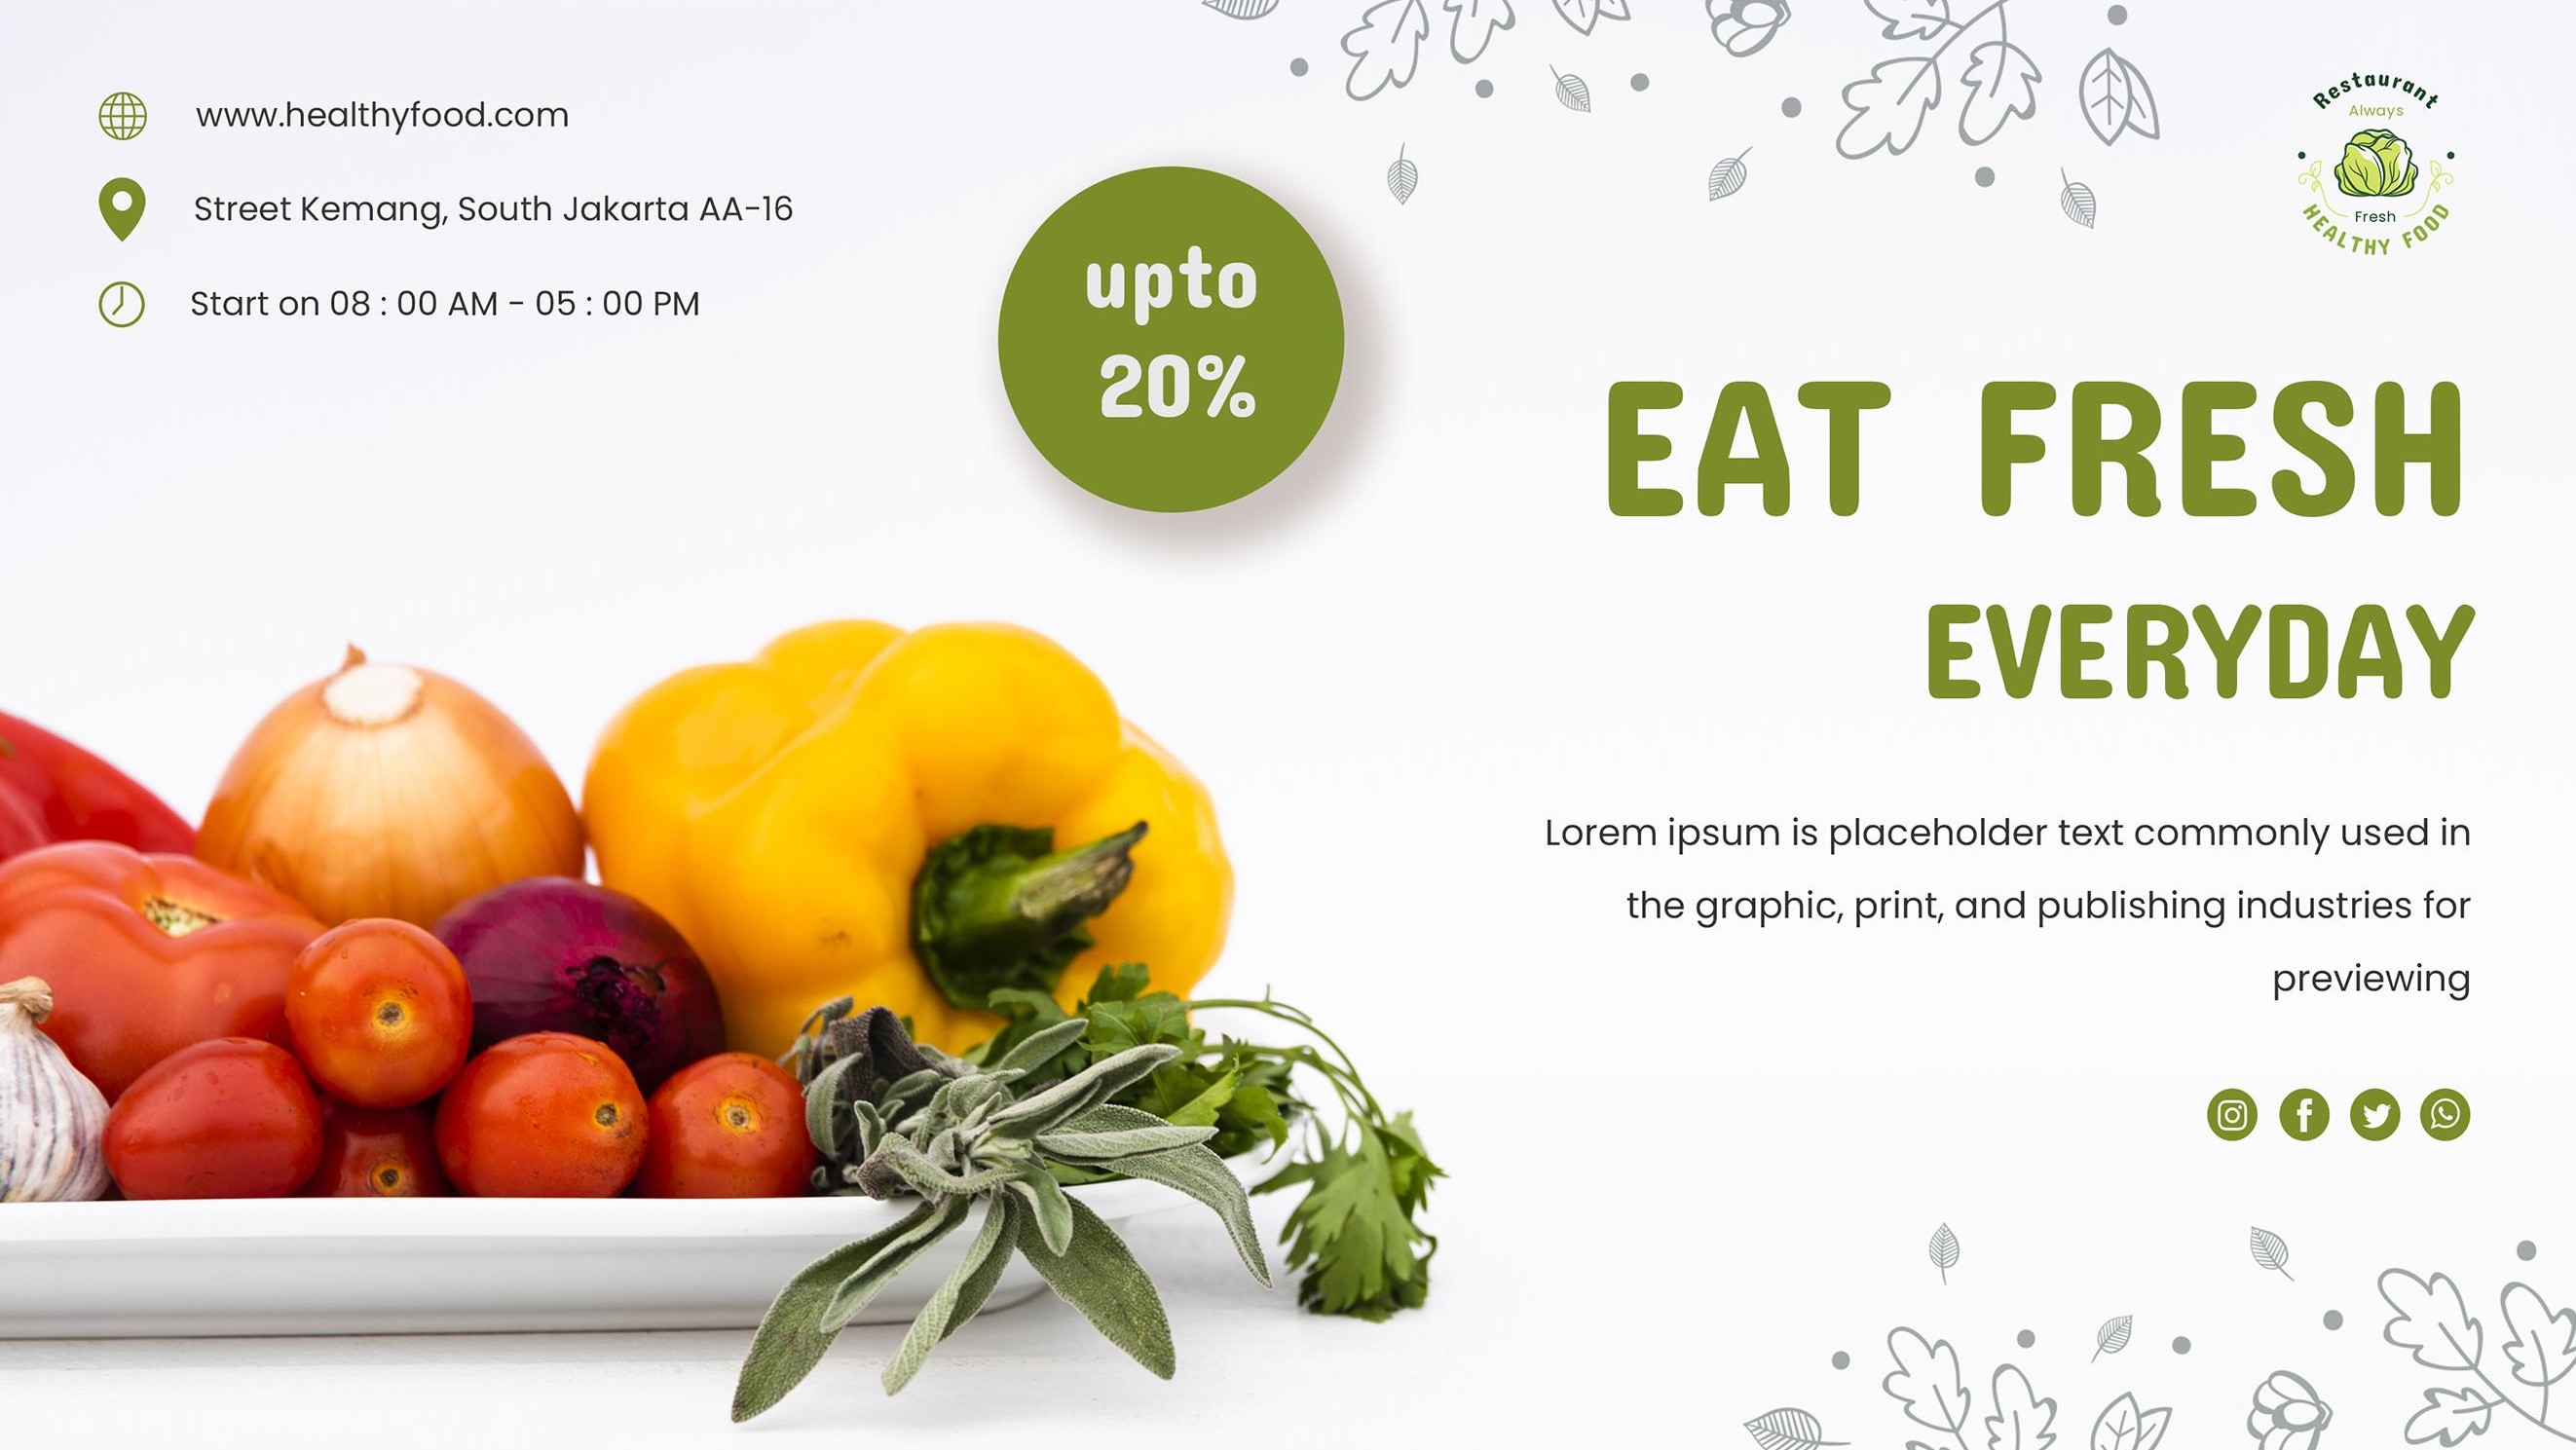 www.healthyfood.com
Street Kemang, South Jakarta AA-16
Start on 08 : 00 AM - 05 : 00 PM
upto
20%
Restaurant
Always
Fresh
HEALTHY FOOD
EAT FRESH
EVERYDAY
Lorem ipsum is placeholder text commonly used in
the graphic, print, and publishing industries for
previewing